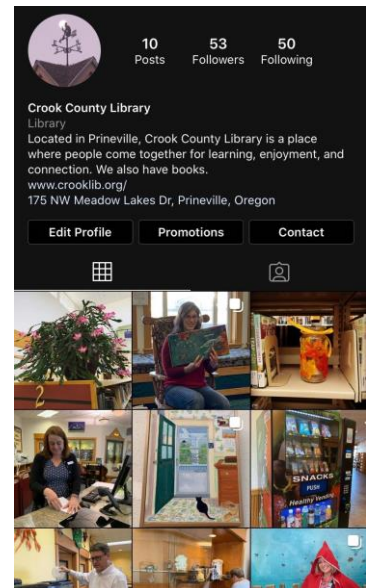 10 53 50
Posts Followers Following
Crook County Library
Library
Located in Prineville, Crook County Library is a place
where people come together for learning, enjoyment, and
connection. We also have books.
www.crooklib.org/
175 NW Meadow Lakes Dr, Prineville, Oregon
Edit Profile Promotions Contact
2
SNACKS
PUSH
Healthy Vending